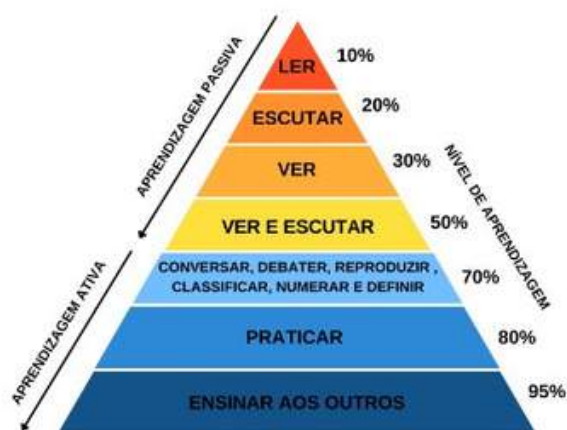 LER
10%
ESCUTAR
20%
VER
30%
VER E ESCUTAR
50%
CONVERSAR, DEBATER, REPRODUZIR ,
CLASSIFICAR, NUMERAR E DEFINIR
70%
PRATICAR
80%
ENSINAR AOS OUTROS
95%
APRENDIZAGEM PASSIVA
APRENDIZAGEM ATIVA
NÍVEL DE APRENDIZAGEM